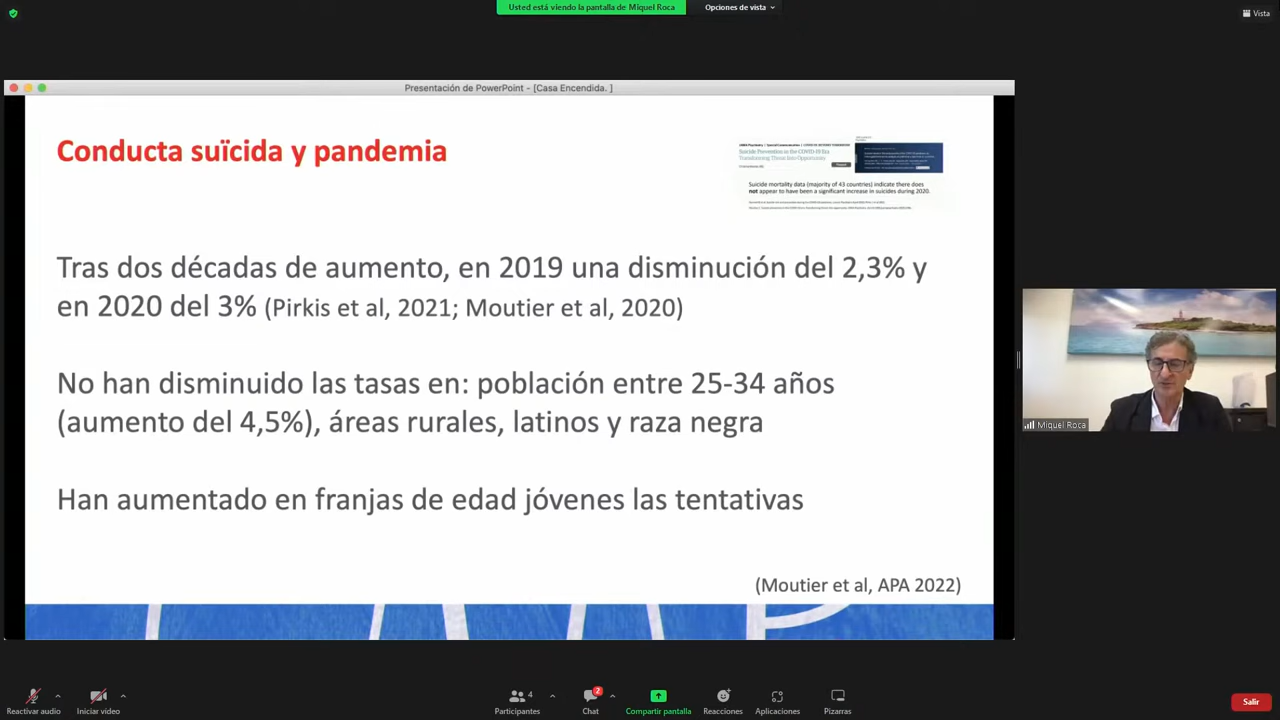 Usted está viendo la pantalla de Miquel Roca
Opciones de vista
Vista
Presentación de PowerPoint - [Casa Encendida. ]
Conducta suïcida y pandemia
Suicide Prevention in the COVID-19 Era
Transforming Threat Into Opportunity
Suicide mortality data (majority of 43 countries) indicate there does
not appear to have been a significant increase in suicides during 2020.
Tras dos décadas de aumento, en 2019 una disminución del 2,3% y
en 2020 del 3% (Pirkis et al, 2021; Moutier et al, 2020)
No han disminuido las tasas en: población entre 25-34 años
(aumento del 4,5%), áreas rurales, latinos y raza negra
Han aumentado en franjas de edad jóvenes las tentativas
(Moutier et al, APA 2022)
Miquel Roca
Reactivar audio
Iniciar video
4
Participantes
2
Chat
Compartir pantalla
Reacciones
Aplicaciones
Pizarras
Salir